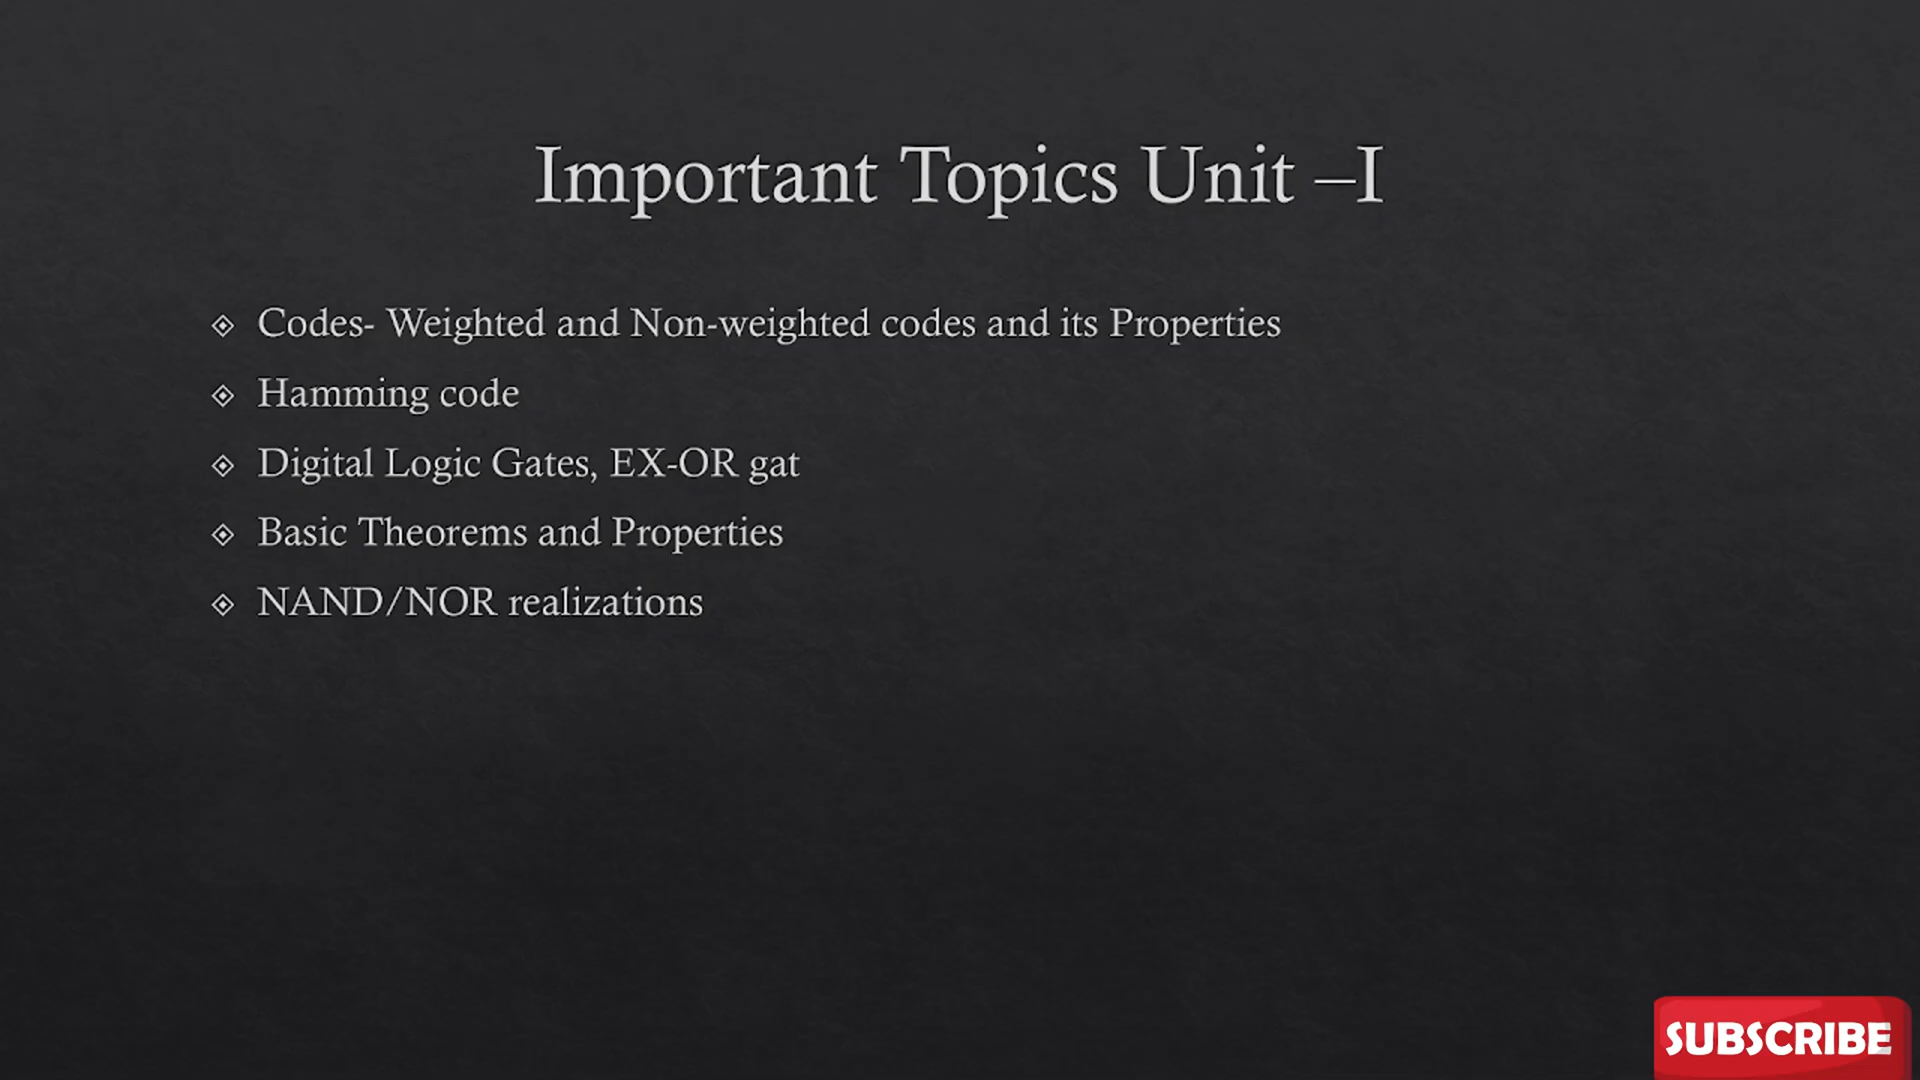 Important Topics Unit –I
Codes- Weighted and Non-weighted codes and its Properties
Hamming code
Digital Logic Gates, EX-OR gat
Basic Theorems and Properties
NAND/NOR realizations
SUBSCRIBE